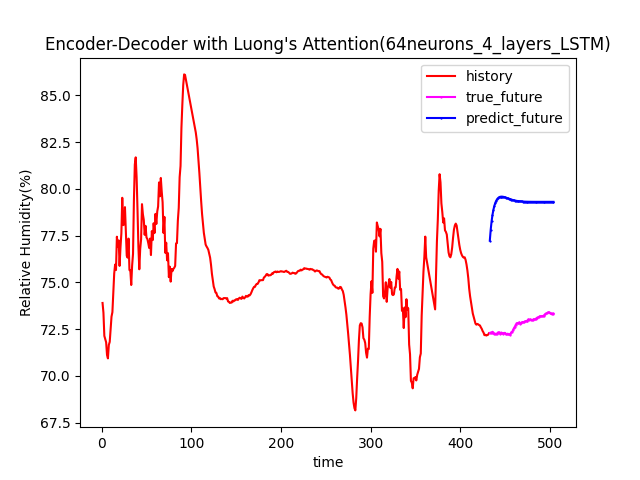 Encoder-Decoder with Luong's Attention(64neurons_4_layers_LSTM)
history
true_future
predict_future
Relative Humidity(%)
85.0
82.5
80.0
77.5
75.0
72.5
70.0
67.5
0 100 200 300 400 500
time